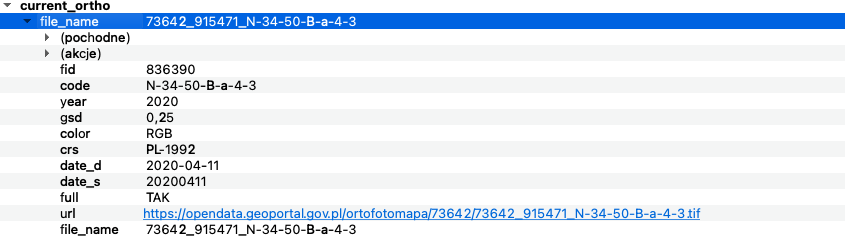 current_ortho
file_name 73642_915471_N-34-50-B-a-4-3
(pochodne)
(akcje)
fid 836390
code N-34-50-B-a-4-3
year 2020
gsd 0,25
color RGB
crs PL-1992
date_d 2020-04-11
date_s 20200411
full TAK
url https://opendata.geoportal.gov.pl/ortofotomapa/73642/73642_915471_N-34-50-B-a-4-3.tif
file_name 73642_915471_N-34-50-B-a-4-3